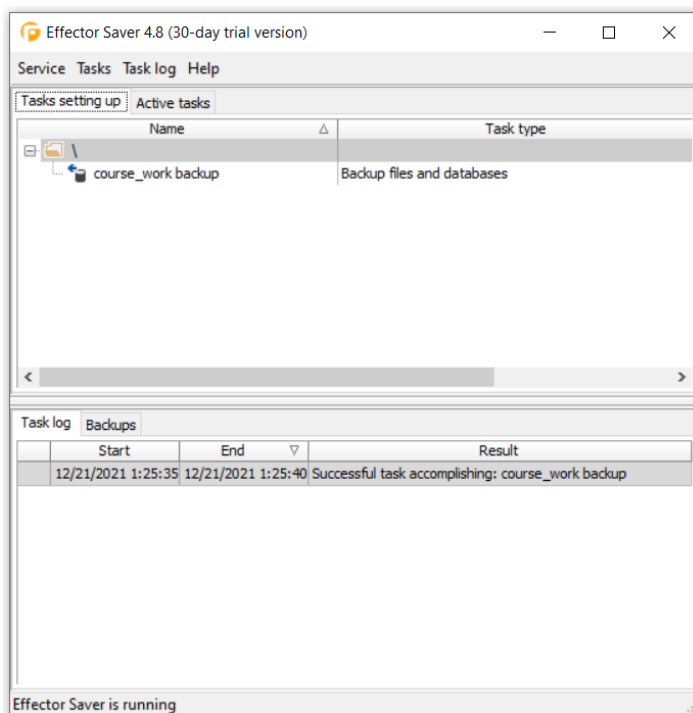 Effector Saver 4.8 (30-day trial version)
Service Tasks Task log Help
Tasks setting up Active tasks
Name Task type
\
course_work backup Backup files and databases
Task log Backups
Start End Result
12/21/2021 1:25:35 12/21/2021 1:25:40 Successful task accomplishing: course_work backup
Effector Saver is running